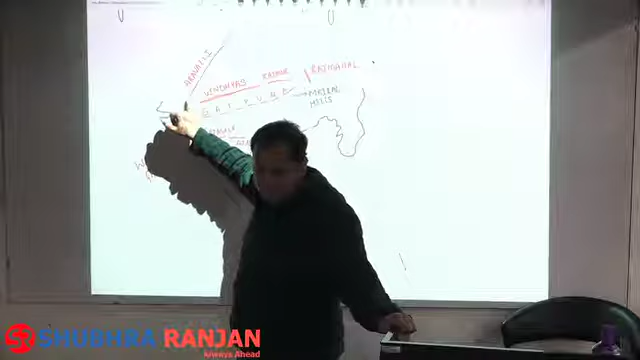 ARAVALLI
VINDHYAS KAIMUR RAJMAHAL
SATPURA → MAIKAL
HILLS
SHUBHRA RANJAN
Always Ahead